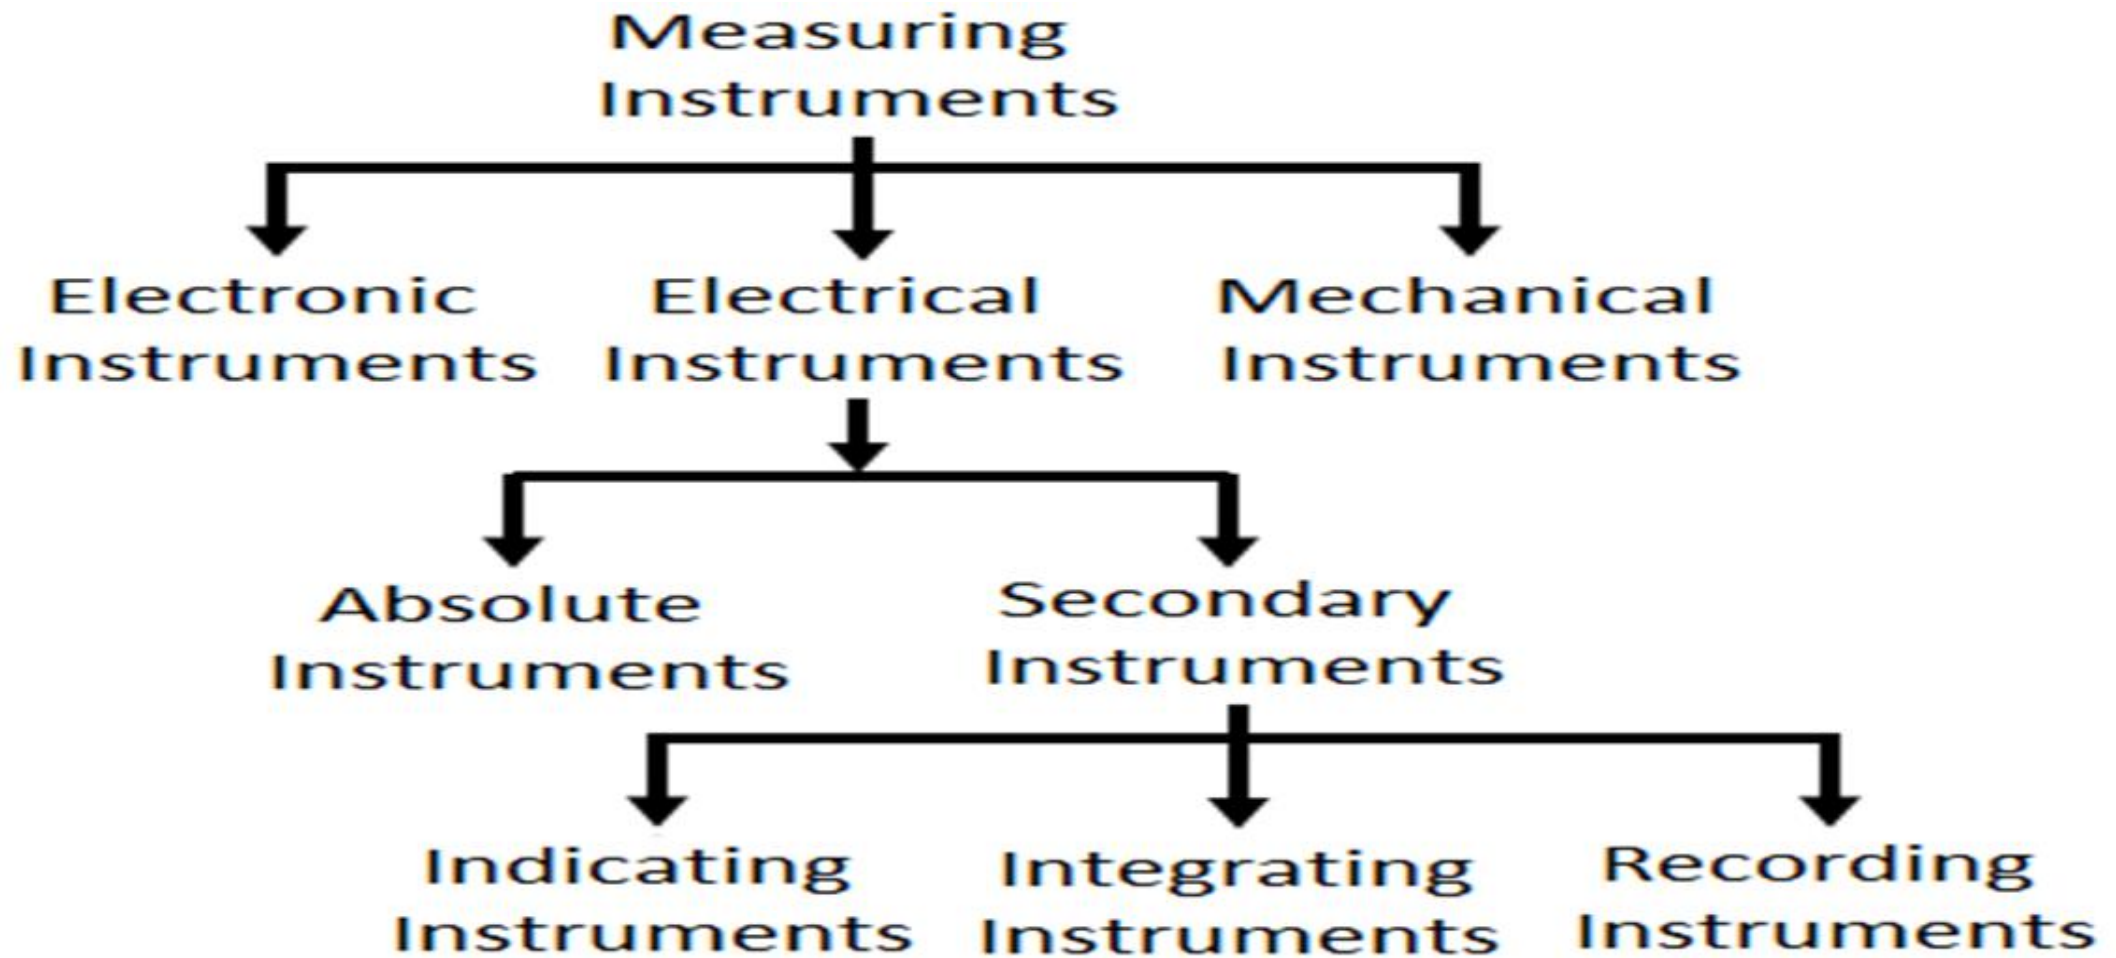 Measuring
Instruments
Electronic
Instruments
Electrical
Instruments
Mechanical
Instruments
Absolute
Instruments
Secondary
Instruments
Indicating
Instruments
Integrating
Instruments
Recording
Instruments